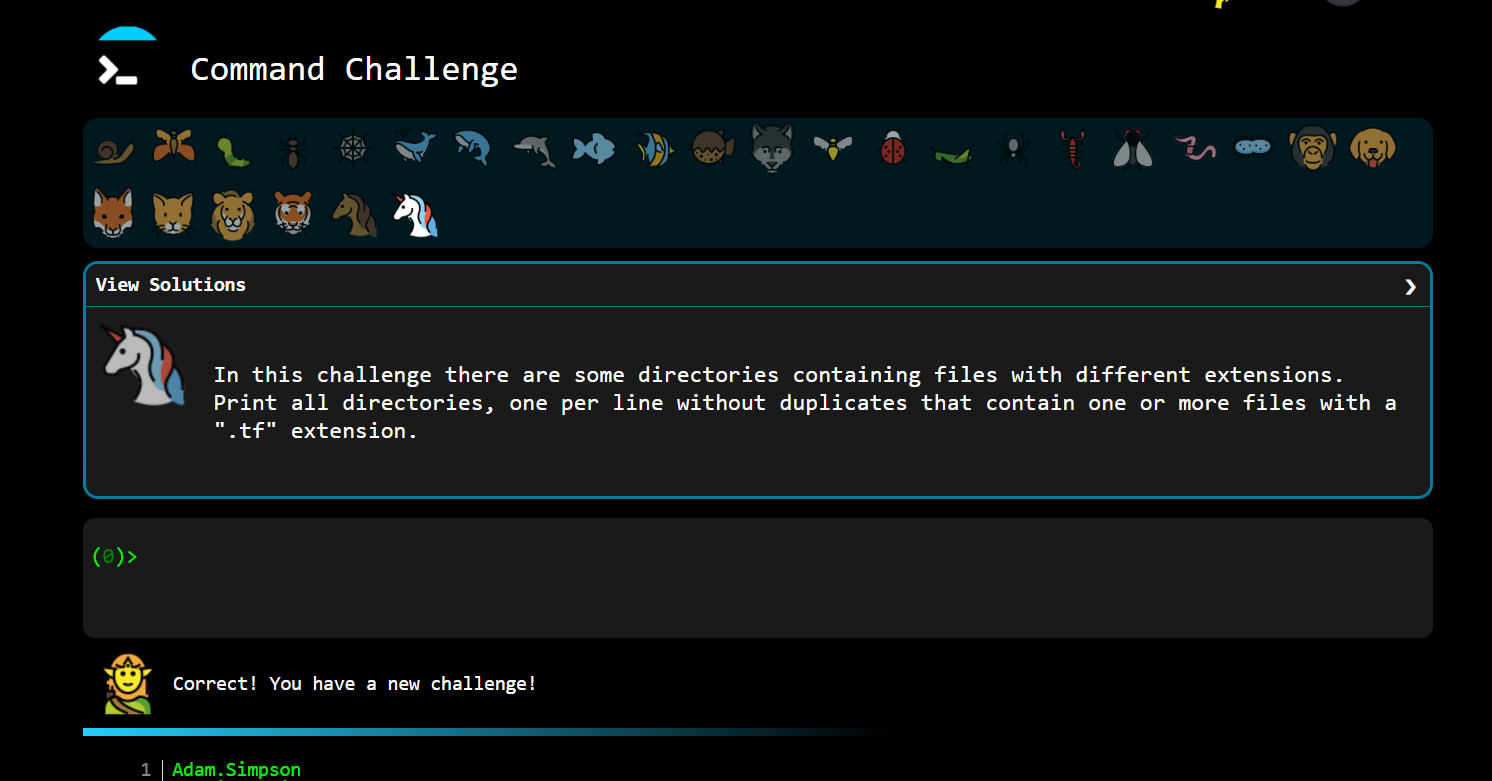 Command Challenge
View Solutions
In this challenge there are some directories containing files with different extensions.
Print all directories, one per line without duplicates that contain one or more files with a
".tf" extension.
(0)>
Correct! You have a new challenge!
1 Adam.Simpson